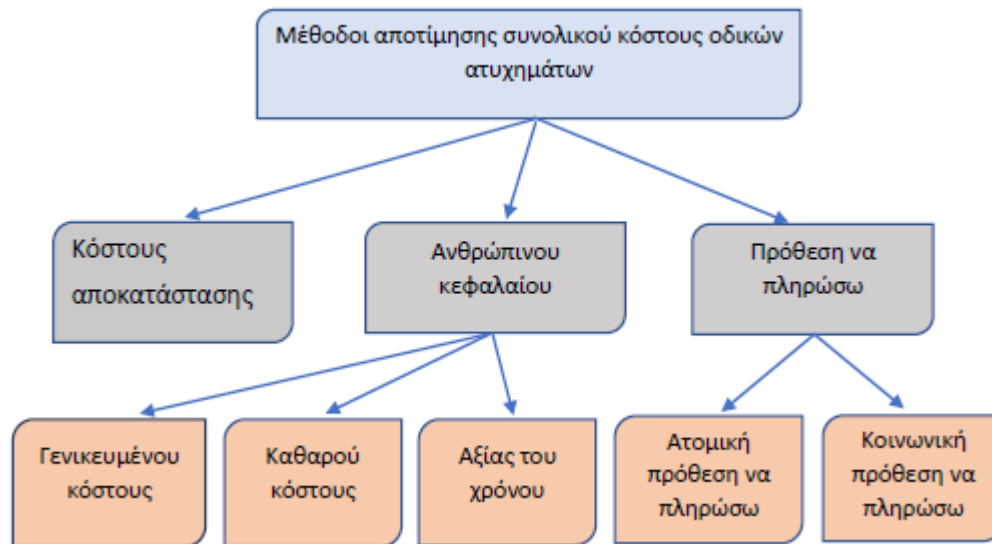 Μέθοδοι αποτίμησης συνολικού κόστους οδικών
ατυχημάτων
Κόστους
αποκατάστασης
Ανθρώπινου
κεφαλαίου
Πρόθεση να
πληρώσω
Γενικευμένου
κόστους
Καθαρού
κόστους
Αξίας του
χρόνου
Ατομική
πρόθεση να
πληρώσω
Κοινωνική
πρόθεση να
πληρώσω